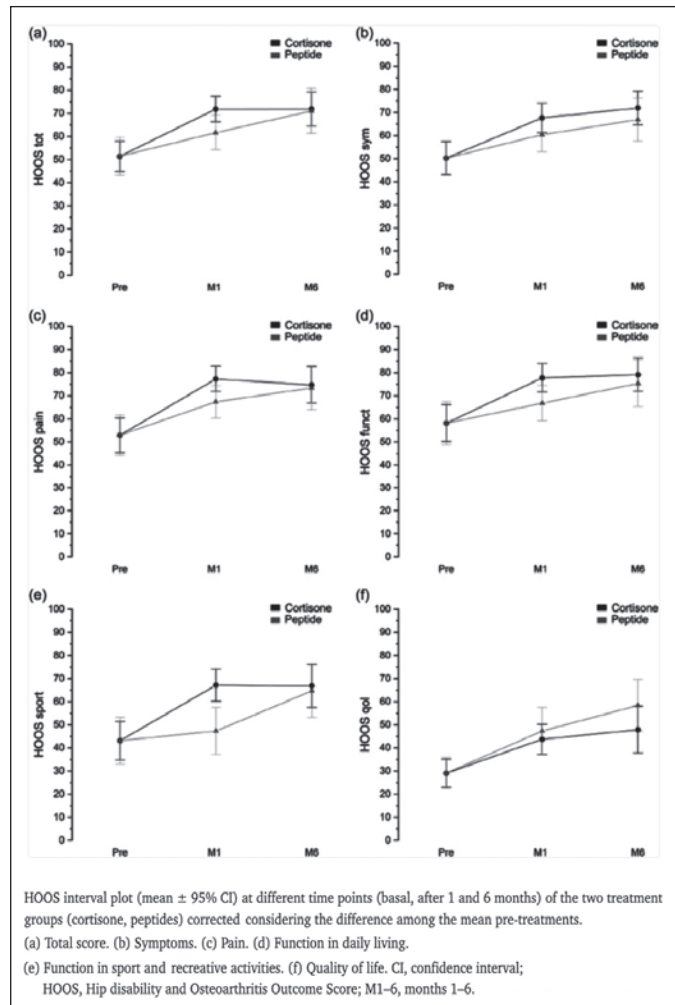 (a)
Cortisone
Peptide
HOOS tot
100
90
80
70
60
50
40
30
20
10
0
Pre
M1
M6
(b)
Cortisone
Peptide
HOOS sym
100
90
80
70
60
50
40
30
20
10
0
Pre
M1
M6
(c)
Cortisone
Peptide
HOOS pain
100
90
80
70
60
50
40
30
20
10
0
Pre
M1
M6
(d)
Cortisone
Peptide
HOOS funct
100
90
80
70
60
50
40
30
20
10
0
Pre
M1
M6
(e)
Cortisone
Peptide
HOOS sport
100
90
80
70
60
50
40
30
20
10
0
Pre
M1
M6
(f)
Cortisone
Peptide
HOOS qol
100
90
80
70
60
50
40
30
20
10
0
Pre
M1
M6
HOOS interval plot (mean ± 95% CI) at different time points (basal, after 1 and 6 months) of the two treatment
groups (cortisone, peptides) corrected considering the difference among the mean pre-treatments.
(a) Total score. (b) Symptoms. (c) Pain. (d) Function in daily living.
(e) Function in sport and recreative activities. (f) Quality of life. CI, confidence interval;
HOOS, Hip disability and Osteoarthritis Outcome Score; M1–6, months 1–6.